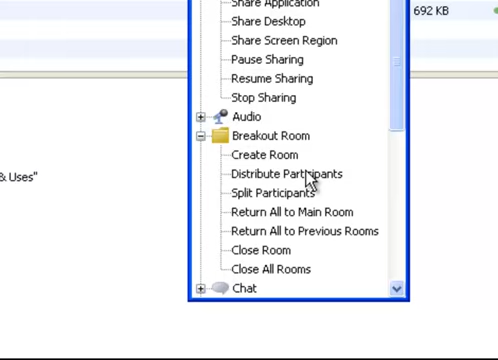 Share Application
692 KB
Share Desktop
Share Screen Region
Pause Sharing
Resume Sharing
Stop Sharing
Audio
Breakout Room
Create Room
& Uses"
Distribute Participants
Split Participants
Return All to Main Room
Return All to Previous Rooms
Close Room
Close All Rooms
Chat